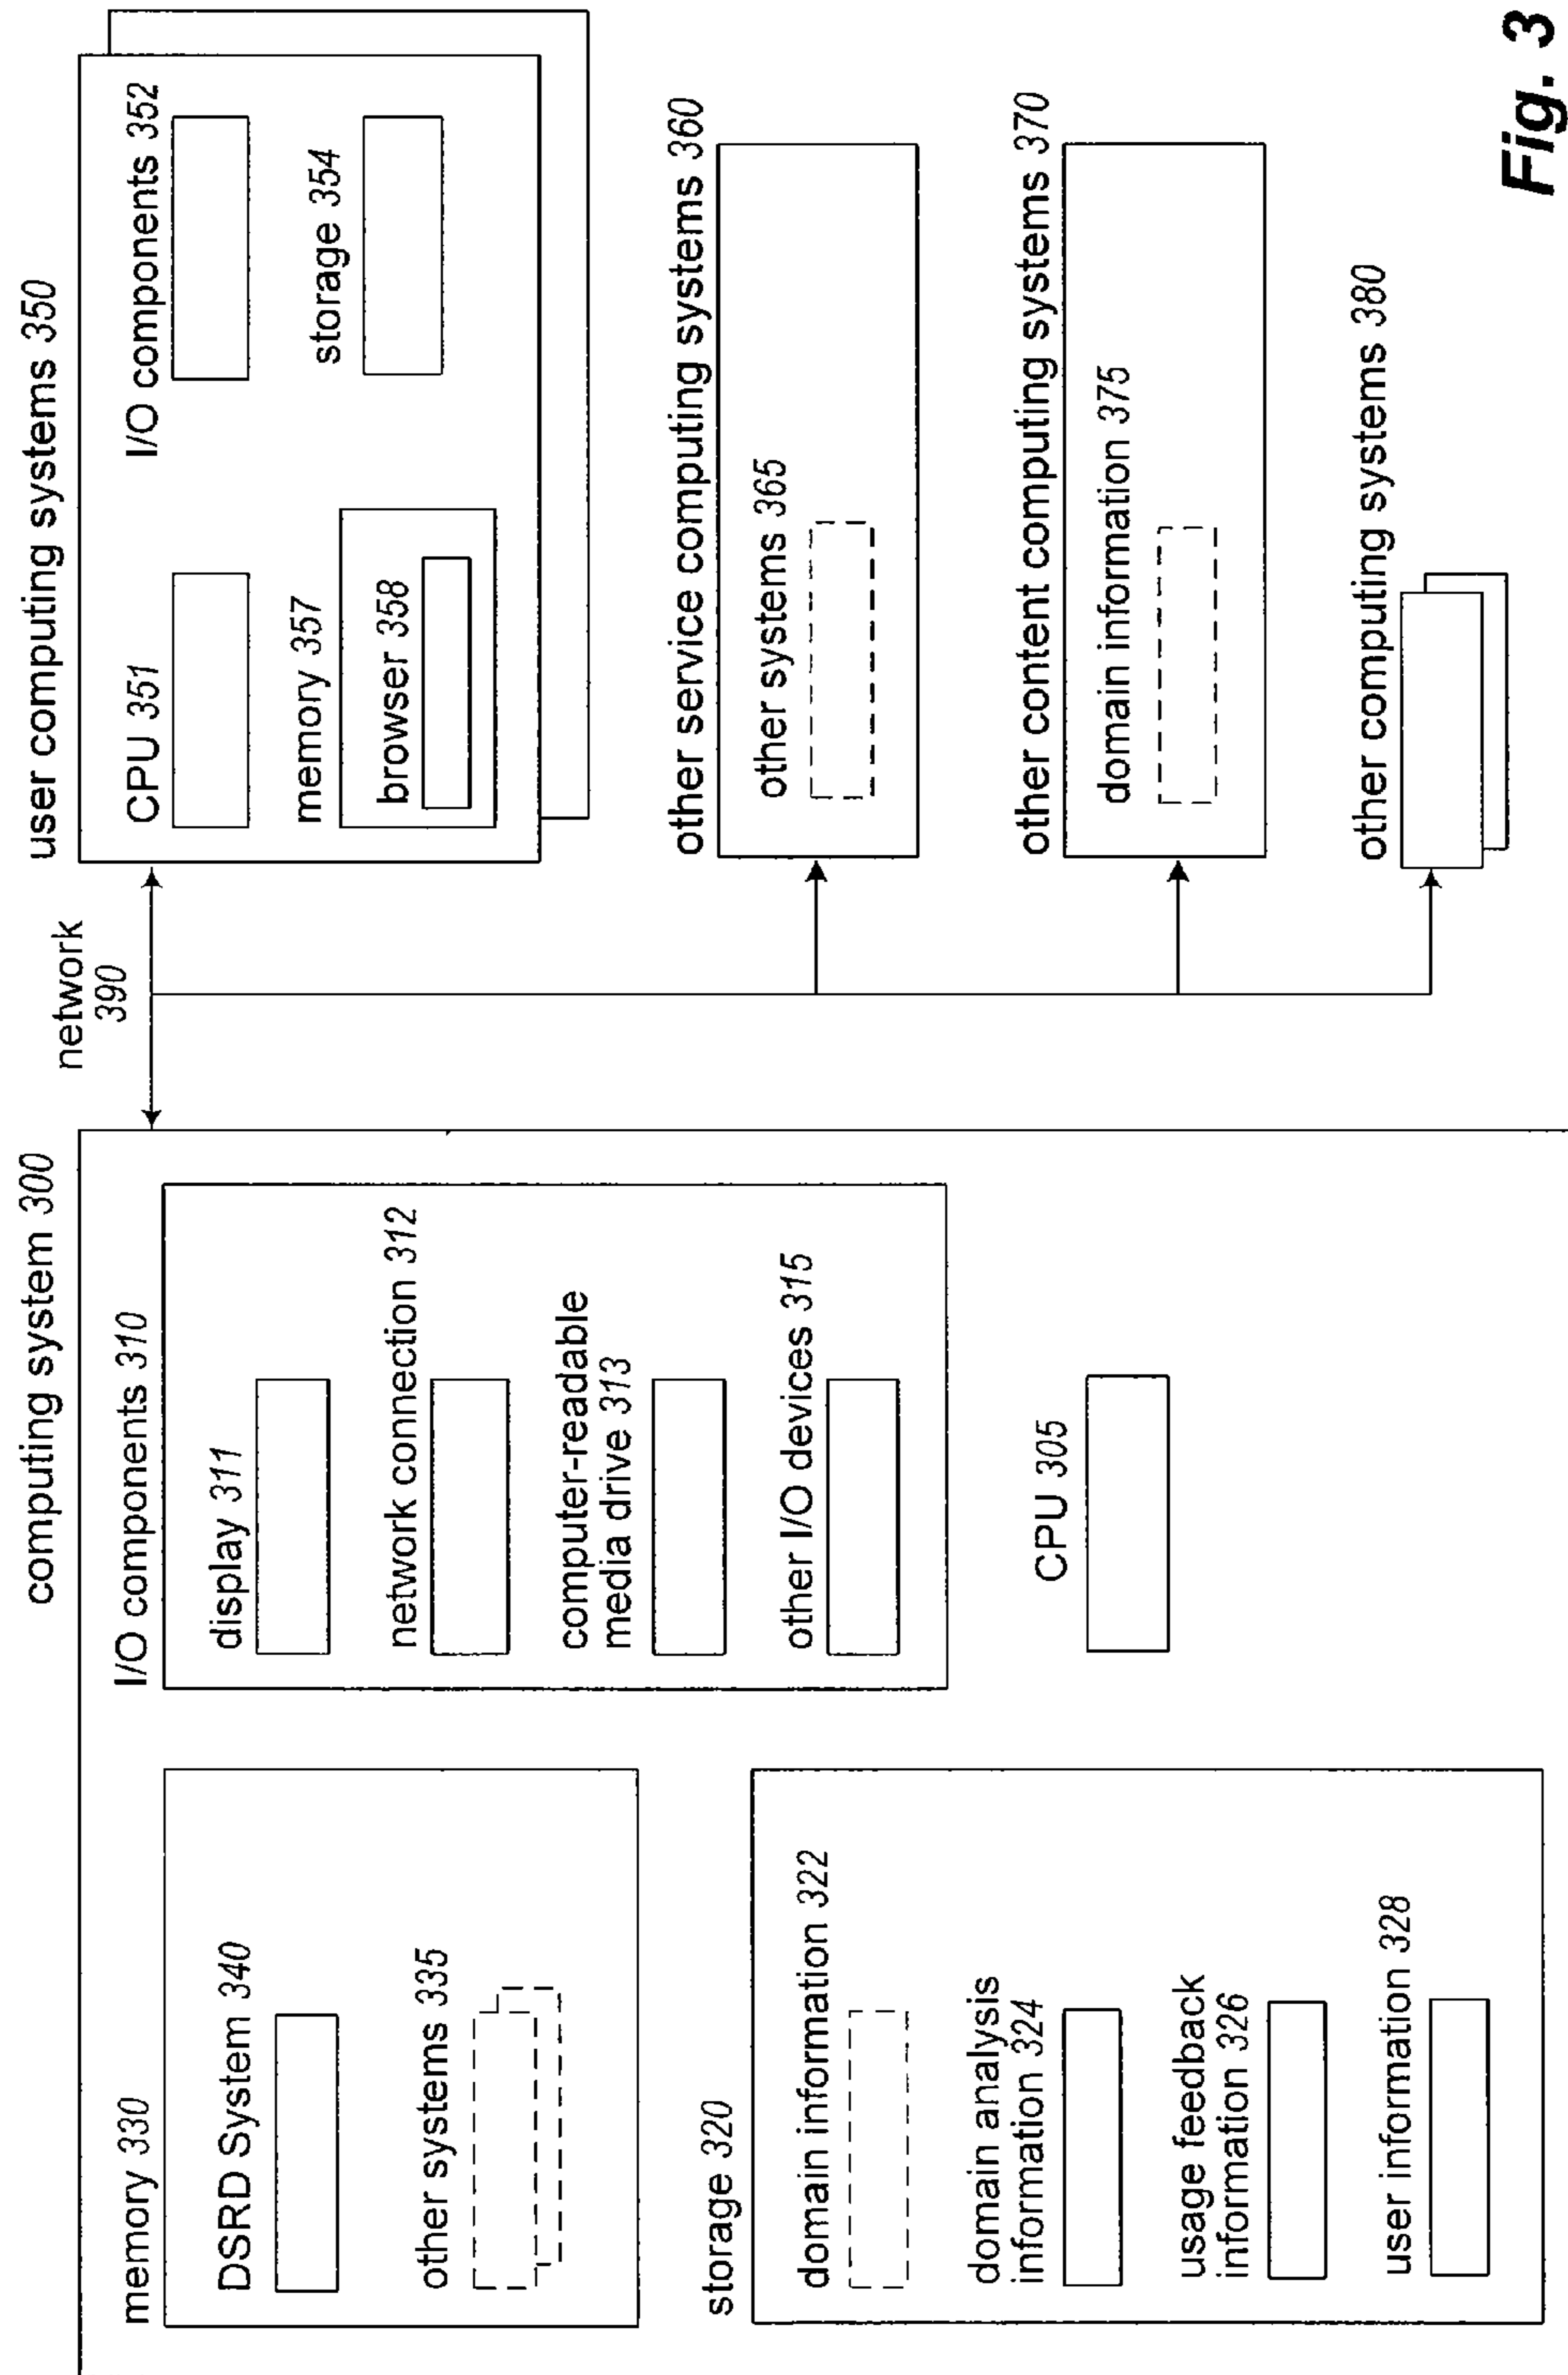 computing system 300
memory 330
DSRD System 340
other systems 335
storage 320
domain information 322
domain analysis
information 324
usage feedback
information 326
user information 328
I/O components 310
display 311
network connection 312
computer-readable
media drive 313
other I/O devices 315
CPU 305
network
390
user computing systems 350
CPU 351
I/O components 352
memory 357
browser 358
storage 354
other service computing systems 360
other systems 365
other content computing systems 370
domain information 375
other computing systems 380
Fig. 3